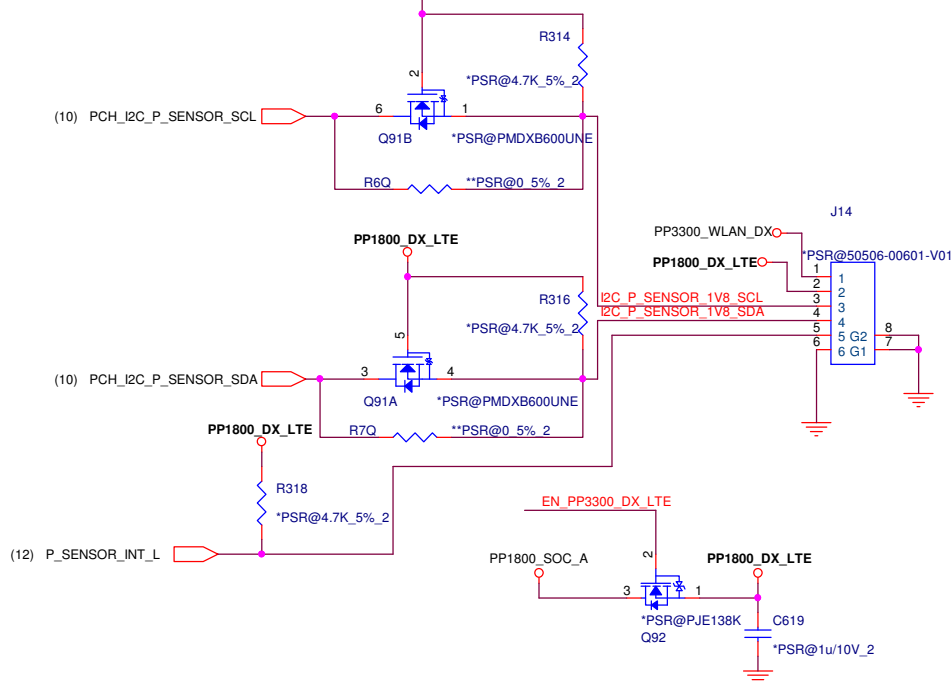 R314
2
*PSR@4.7K_5%_2
(10) PCH_I2C_P_SENSOR_SCL
6
1
Q91B
*PSR@PMDXB600UNE
R6Q
**PSR@0_5%_2
J14
PP3300_WLAN_DX
PP1800_DX_LTE
*PSR@50506-00601-V01
PP1800_DX_LTE
1
1
2
2
I2C_P_SENSOR_1V8_SCL
3
3
R316
I2C_P_SENSOR_1V8_SDA
4
4
*PSR@4.7K_5%_2
5
5
5 G2
8
6
6 G1
7
(10) PCH_I2C_P_SENSOR_SDA
3
4
Q91A
*PSR@PMDXB600UNE
PP1800_DX_LTE
R7Q
**PSR@0_5%_2
R318
*PSR@4.7K_5%_2
EN_PP3300_DX_LTE
(12) P_SENSOR_INT_L
2
PP1800_SOC_A
PP1800_DX_LTE
3
1
*PSR@PJE138K
C619
Q92
*PSR@1u/10V_2